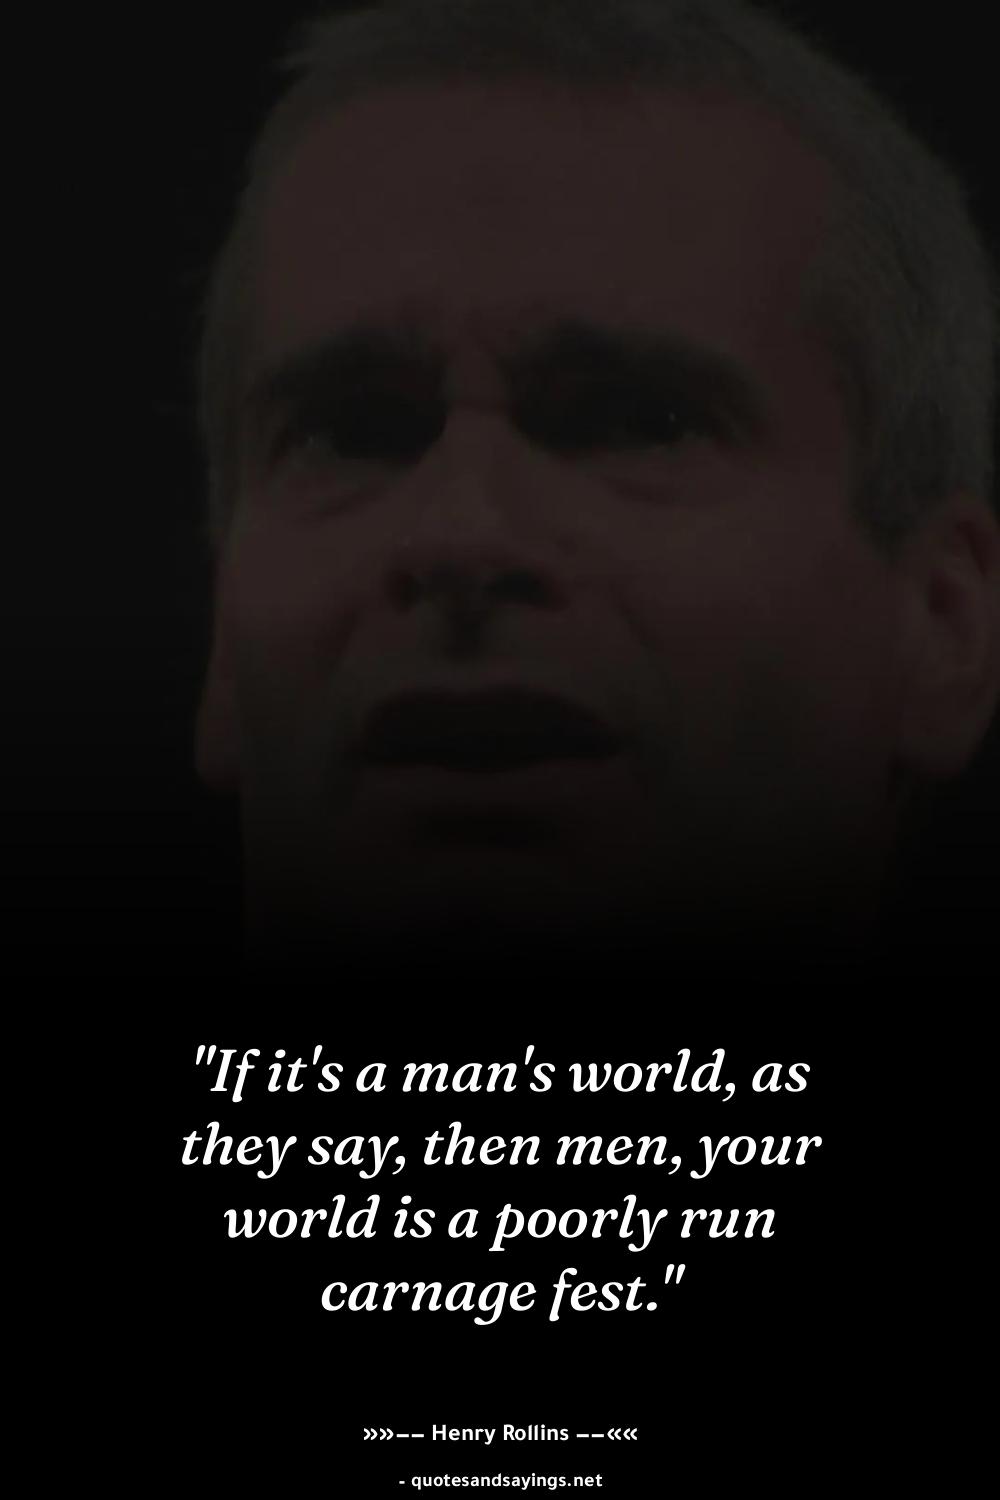 "If it's a man's world, as
they say, then men, your
world is a poorly run
carnage fest."
»»–– Henry Rollins ––««
- quotesandsayings.net